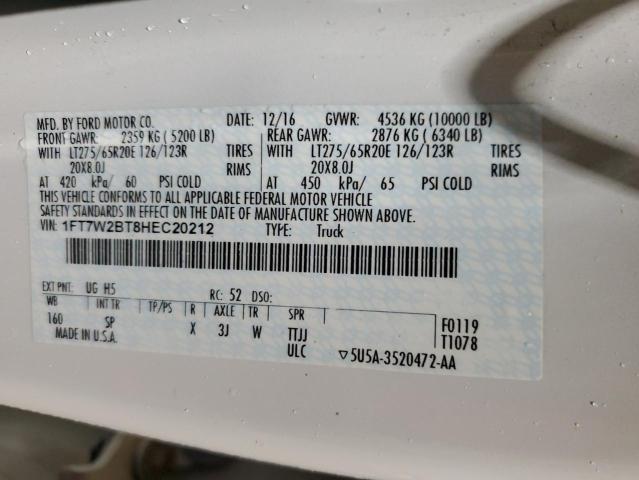 MFD. BY FORD MOTOR CO. DATE: 12/16 GVWR: 4536 KG (10000 LB)
FRONT GAWR: 2359 KG ( 5200 LB) REAR GAWR: 2876 KG ( 6340 LB)
WITH LT275/65R20E 126/123R TIRES WITH LT275/65R20E 126/123R TIRES
20X8.0J RIMS 20X8.0J RIMS
AT 420 kPa/ 60 PSI COLD AT 450 kPa/ 65 PSI COLD
THIS VEHICLE CONFORMS TO ALL APPLICABLE FEDERAL MOTOR VEHICLE
SAFETY STANDARDS IN EFFECT ON THE DATE OF MANUFACTURE SHOWN ABOVE.
VIN: 1FT7W2BT8HEC20212 TYPE: Truck
EXT PNT: UG H5 RC: 52 DSO:
WB INT TR TP/PS R AXLE TR SPR F0119
160 SP X 3J W TTJJ T1078
MADE IN U.S.A. ULC ▽5U5A-3520472-AA